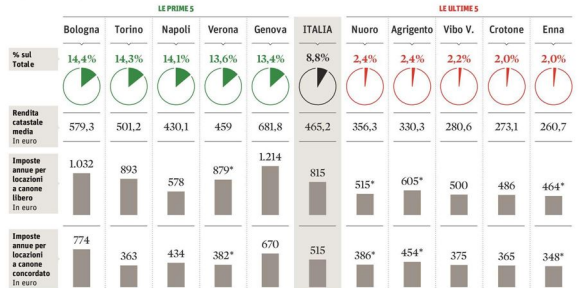 LE PRIME 5 LE ULTIME 5
Bologna Torino Napoli Verona Genova ITALIA Nuoro Agrigento Vibo V. Crotone Enna
% sul
Totale
14,4% 14,3% 14,1% 13,6% 13,4% 8,8% 2,4% 2,4% 2,2% 2,0% 2,0%
Rendita
catastale
media
In euro
579,3 501,2 430,1 459 681,8 465,2 356,3 330,3 280,6 273,1 260,7
Imposte
annue per
locazioni
a canone
libero
In euro
1.032 893 578 879* 1.214 815 515* 605* 500 486 464*
Imposte
annue per
locazioni
a canone
concordato
In euro
774 363 434 382* 670 515 386* 454* 375 365 348*